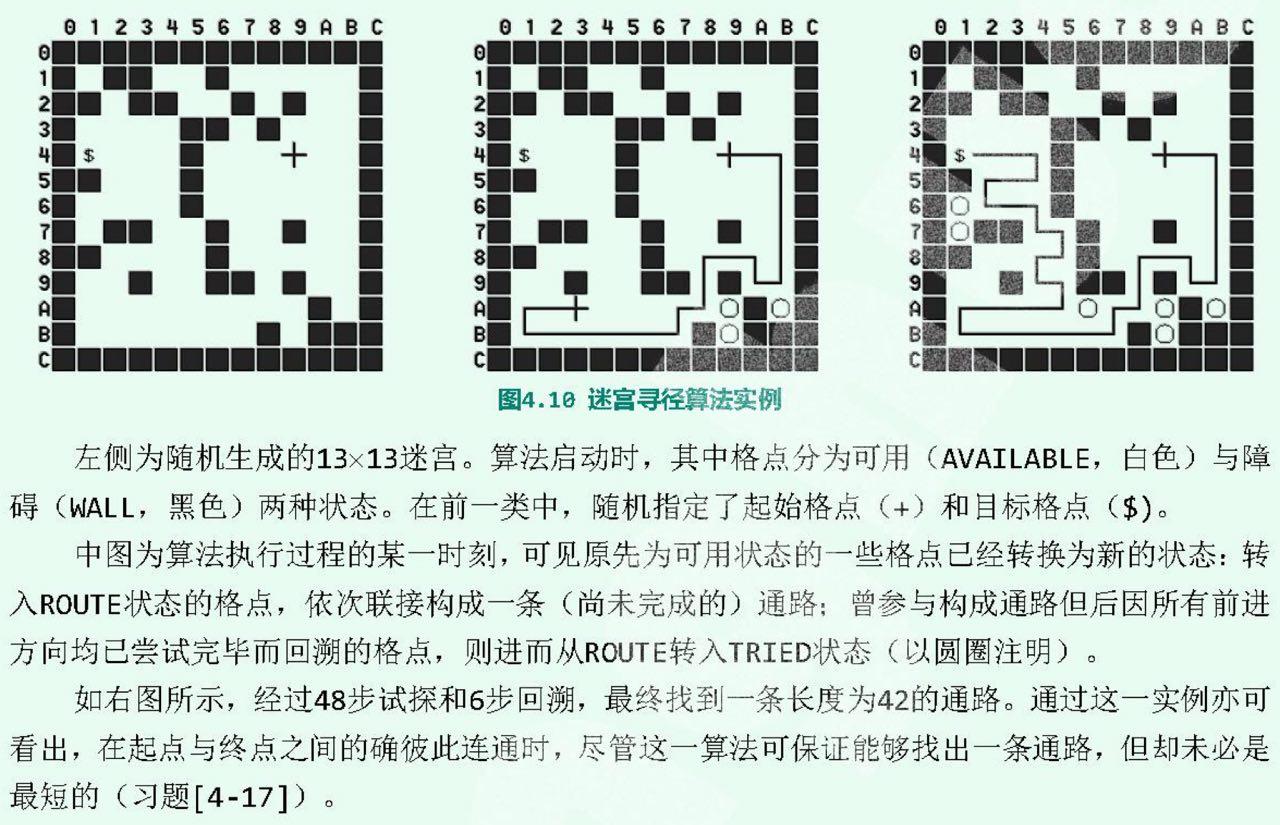 0 1 2 3 4 5 6 7 8 9 A B C
0
1
2
3
4 $
5
6
7
8
9
A
B
C
0 1 2 3 4 5 6 7 8 9 A B C
0
1
2
3
4 $
5
6
7
8
9
A
B
C
0 1 2 3 4 5 6 7 8 9 A B C
0
1
2
3
4 $
5
6
7
8
9
A
B
C
图4.10 迷宫寻径算法实例
左侧为随机生成的13×13迷宫。算法启动时，其中格点分为可用（AVAILABLE，白色）与障
碍（WALL，黑色）两种状态。在前一类中，随机指定了起始格点（+）和目标格点（$）。
中图为算法执行过程的某一时刻，可见原先为可用状态的一些格点已经转换为新的状态：转
入ROUTE状态的格点，依次联接构成一条（尚未完成的）通路；曾参与构成通路但后因所有前进
方向均已尝试完毕而回溯的格点，则进而从ROUTE转入TRIED状态（以圆圈注明）。
如右图所示，经过48步试探和6步回溯，最终找到一条长度为42的通路。通过这一实例亦可
看出，在起点与终点之间的确彼此连通时，尽管这一算法可保证能够找出一条通路，但却未必是
最短的（习题[4-17]）。